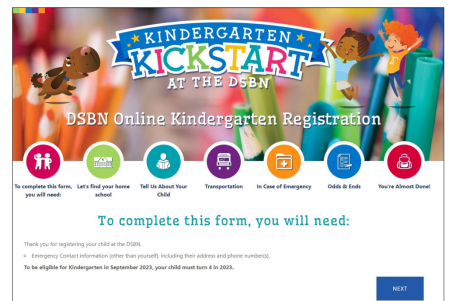 KINDERGARTEN
KICKSTART
AT THE DSBN
DSBN Online Kindergarten Registration
To complete this form, you will need:
Let's find your home school
Tell Us About Your Child
Transportation
In Case of Emergency
Odds & Ends
You're Almost Done!
To complete this form, you will need:
Thank you for registering your child at the DSBN.
Emergency Contact information (other than yourself), including their address and phone number(s).
To be eligible for Kindergarten in September 2023, your child must turn 4 in 2023.
NEXT